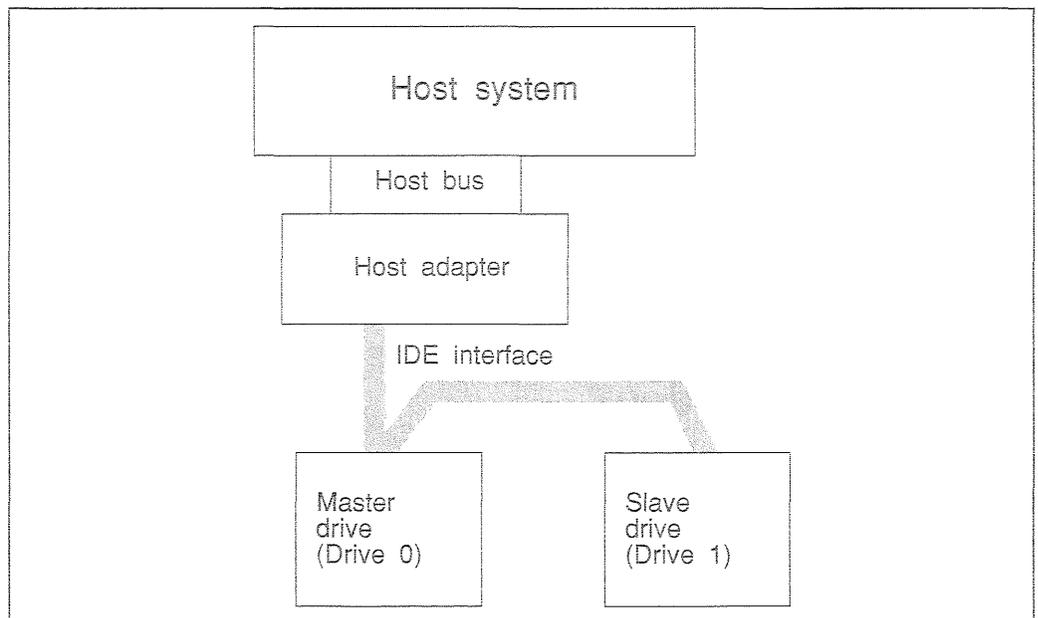 Host system
Host bus
Host adapter
IDE interface
Master
drive
(Drive 0)
Slave
drive
(Drive 1)